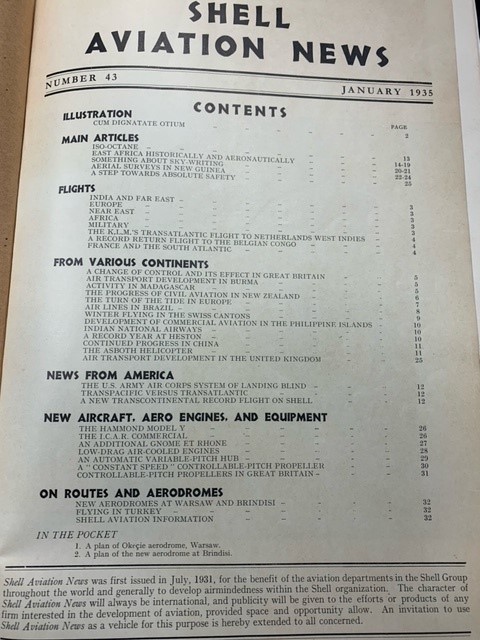 SHELL
AVIATION NEWS
NUMBER 43 JANUARY 1935
CONTENTS
PAGE
ILLUSTRATION
CUM DIGNATATE OTIUM - - - - - 2
MAIN ARTICLES
ISO-OCTANE - - - - - 13
EAST AFRICA HISTORICALLY AND AERONAUTICALLY - - - 14-19
SOMETHING ABOUT SKY-WRITING - - - - 20-21
AERIAL SURVEYS IN NEW GUINEA - - - - 22-24
A STEP TOWARDS ABSOLUTE SAFETY - - - - 25
FLIGHTS
INDIA AND FAR EAST - - - - - 3
EUROPE - - - - - 3
NEAR EAST - - - - - 3
AFRICA - - - - - 3
MILITARY - - - - - 3
THE K.L.M.'S TRANSATLANTIC FLIGHT TO NETHERLANDS WEST INDIES - 3
A RECORD RETURN FLIGHT TO THE BELGIAN CONGO - - 4
FRANCE AND THE SOUTH ATLANTIC - - - 4
FROM VARIOUS CONTINENTS
A CHANGE OF CONTROL AND ITS EFFECT IN GREAT BRITAIN - - 5
AIR TRANSPORT DEVELOPMENT IN BURMA - - - 5
ACTIVITY IN MADAGASCAR - - - - 5
THE PROGRESS OF CIVIL AVIATION IN NEW ZEALAND - - 6
THE TURN OF THE TIDE IN EUROPE - - - 7
AIR LINES IN BRAZIL - - - - 8
WINTER FLYING IN THE SWISS CANTONS - - - 9
DEVELOPMENT OF COMMERCIAL AVIATION IN THE PHILIPPINE ISLANDS - 10
INDIAN NATIONAL AIRWAYS - - - - 10
A RECORD YEAR AT HESTON - - - - 10
CONTINUED PROGRESS IN CHINA - - - - 11
THE ASBOTH HELICOPTER - - - - 11
AIR TRANSPORT DEVELOPMENT IN THE UNITED KINGDOM - - 25
NEWS FROM AMERICA
THE U.S. ARMY AIR CORPS SYSTEM OF LANDING BLIND - - - 12
TRANSPACIFIC VERSUS TRANSATLANTIC - - - - 12
A NEW TRANSCONTINENTAL RECORD FLIGHT ON SHELL - - - 12
NEW AIRCRAFT, AERO ENGINES, AND EQUIPMENT
THE HAMMOND MODEL Y - - - - - 26
THE I.C.A.R. COMMERCIAL - - - - - 26
AN ADDITIONAL GNOME ET RHONE - - - - 27
LOW-DRAG AIR-COOLED ENGINES - - - - 28
AN AUTOMATIC VARIABLE-PITCH HUB - - - - 29
A " CONSTANT SPEED " CONTROLLABLE-PITCH PROPELLER - - - 30
CONTROLLABLE-PITCH PROPELLERS IN GREAT BRITAIN - - - 31
ON ROUTES AND AERODROMES
NEW AERODROMES AT WARSAW AND BRINDISI - - - - 32
FLYING IN TURKEY - - - - - 32
SHELL AVIATION INFORMATION - - - - 32
IN THE POCKET
1. A plan of Okęcie aerodrome, Warsaw.
2. A plan of the new aerodrome at Brindisi.
Shell Aviation News was first issued in July, 1931, for the benefit of the aviation departments in the Shell Group
throughout the world and generally to develop airmindedness within the Shell organization. The character of
Shell Aviation News will always be international, and publicity will be given to the efforts or products of any
firm interested in the development of aviation, provided space and opportunity allow. An invitation to use
Shell Aviation News as a vehicle for this purpose is hereby extended to all concerned.